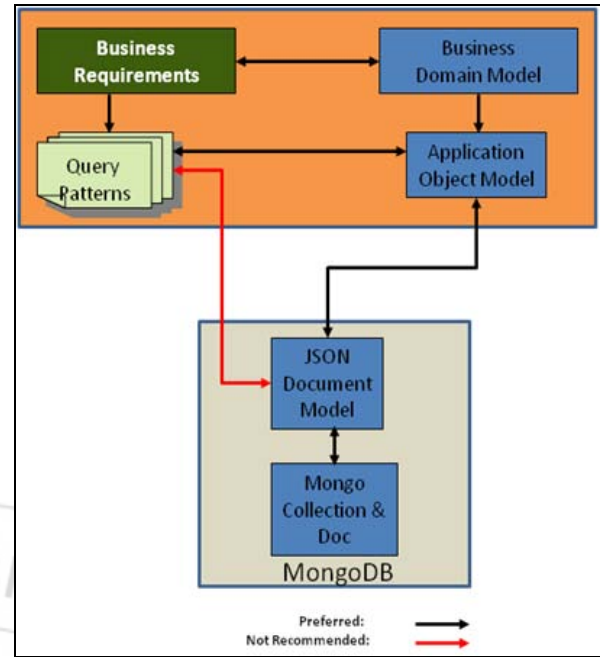 Business
Requirements
Business
Domain Model
Query
Patterns
Application
Object Model
JSON
Document
Model
Mongo
Collection &
Doc
MongoDB
Preferred:
Not Recommended: